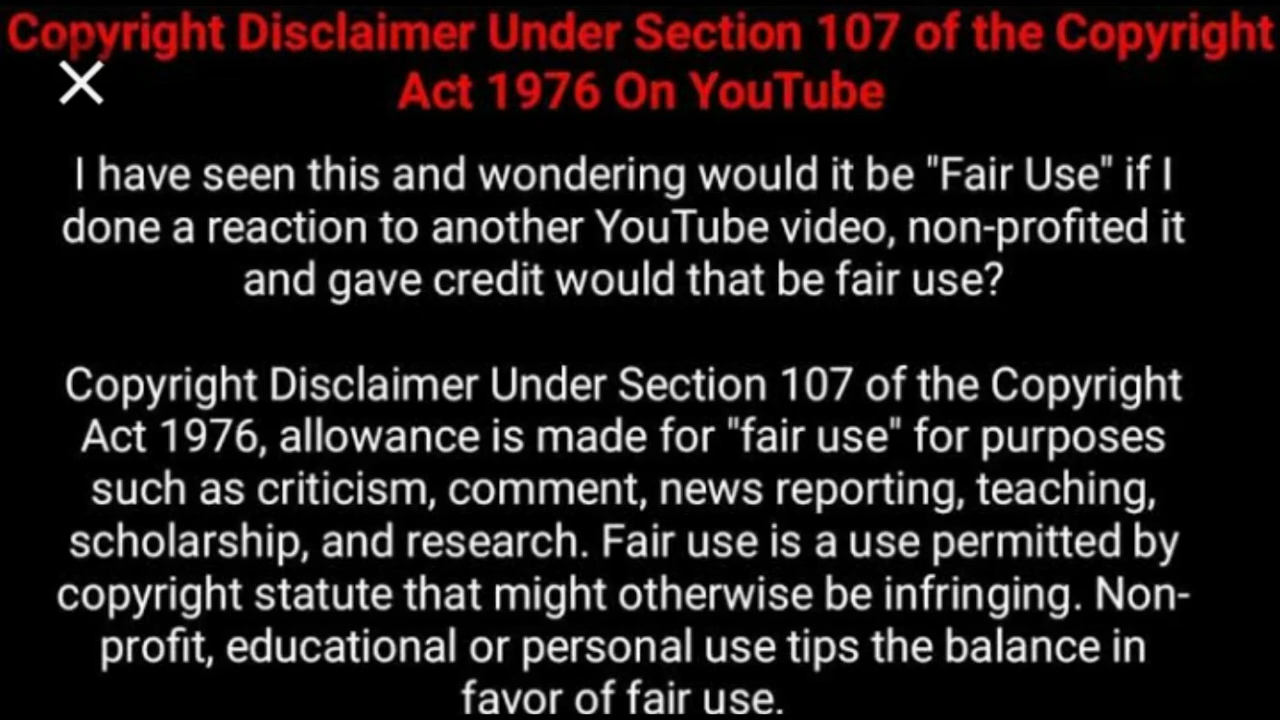 Copyright Disclaimer Under Section 107 of the Copyright
Act 1976 On YouTube
I have seen this and wondering would it be "Fair Use" if I
done a reaction to another YouTube video, non-profited it
and gave credit would that be fair use?
Copyright Disclaimer Under Section 107 of the Copyright
Act 1976, allowance is made for "fair use" for purposes
such as criticism, comment, news reporting, teaching,
scholarship, and research. Fair use is a use permitted by
copyright statute that might otherwise be infringing. Non-
profit, educational or personal use tips the balance in
favor of fair use.